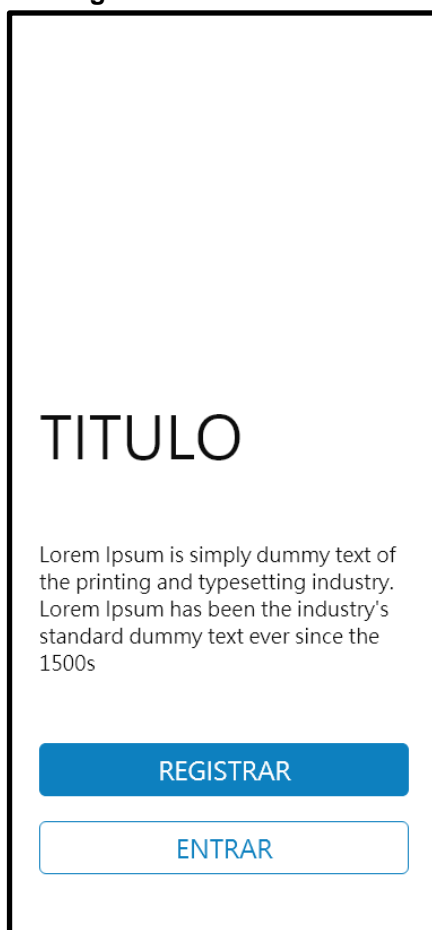 TITULO
Lorem Ipsum is simply dummy text of
the printing and typesetting industry.
Lorem Ipsum has been the industry's
standard dummy text ever since the
1500s
REGISTRAR
ENTRAR